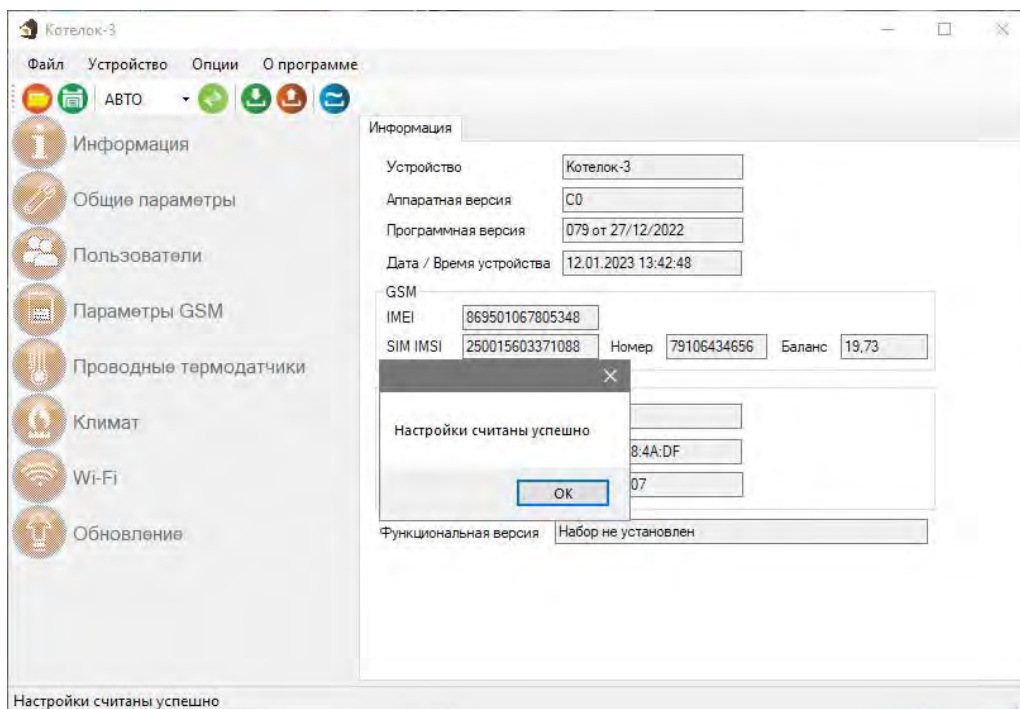 Котелок-3
Файл Устройство Опции О программе
АВТО
Информация
Общие параметры
Пользователи
Параметры GSM
Проводные термодатчики
Климат
Wi-Fi
Обновление
Информация
Устройство Котелок-3
Аппаратная версия C0
Программная версия 079 от 27/12/2022
Дата / Время устройства 12.01.2023 13:42:48
GSM
IMEI 869501067805348
SIM IMSI 250015603371088 Номер 79106434656 Баланс 19,73
Настройки считаны успешно
8:4A:DF
OK
07
Функциональная версия Набор не установлен
Настройки считаны успешно